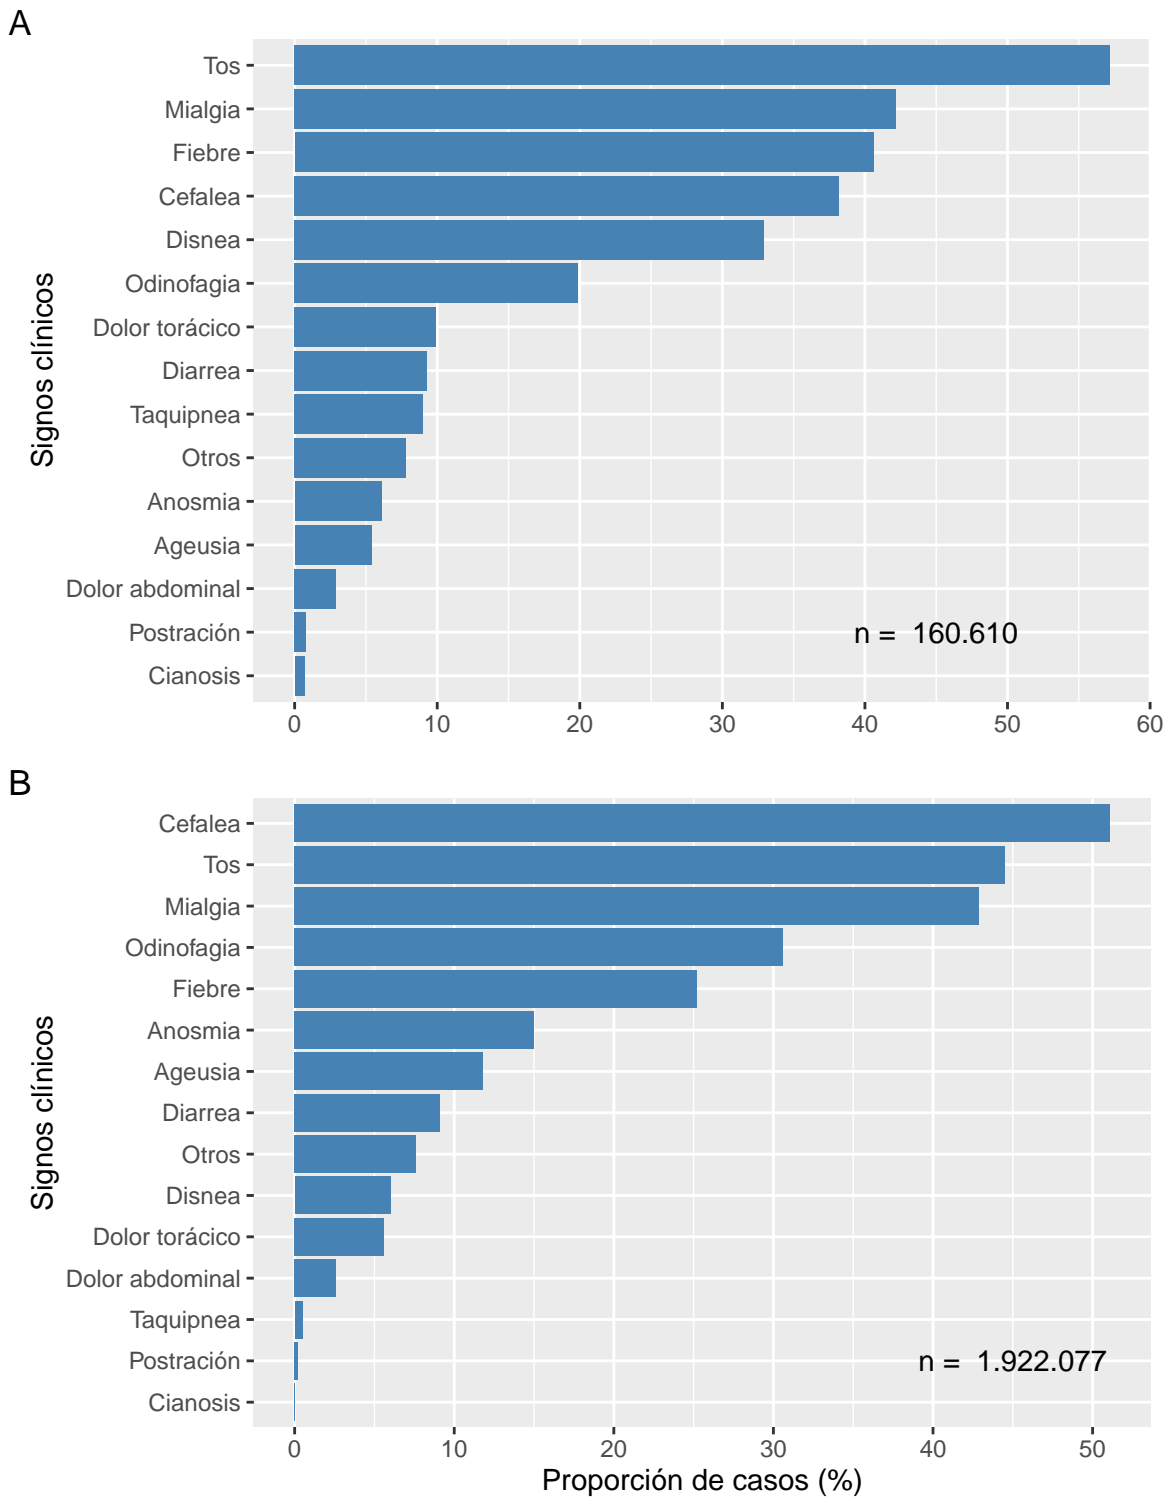 A
Signos clínicos
Tos
Mialgia
Fiebre
Cefalea
Disnea
Odinofagia
Dolor torácico
Diarrea
Taquipnea
Otros
Anosmia
Ageusia
Dolor abdominal
Postración
Cianosis
n = 160.610
0 10 20 30 40 50 60
B
Signos clínicos
Cefalea
Tos
Mialgia
Odinofagia
Fiebre
Anosmia
Ageusia
Diarrea
Otros
Disnea
Dolor torácico
Dolor abdominal
Taquipnea
Postración
Cianosis
n = 1.922.077
0 10 20 30 40 50
Proporción de casos (%)